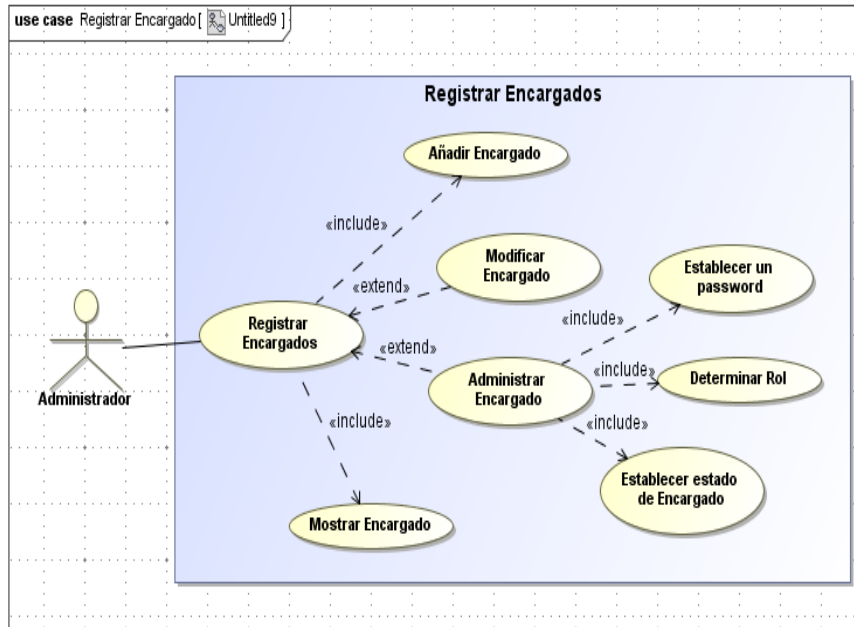 use case Registrar Encargado[ Untitled9 ]
Registrar Encargados
Añadir Encargado
«include»
Modificar
Encargado
«extend»
Establecer un
password
«include»
Registrar
Encargados
«extend»
Administrar
Encargado
«include»
Determinar Rol
Administrador
«include»
«include»
Establecer estado
de Encargado
Mostrar Encargado